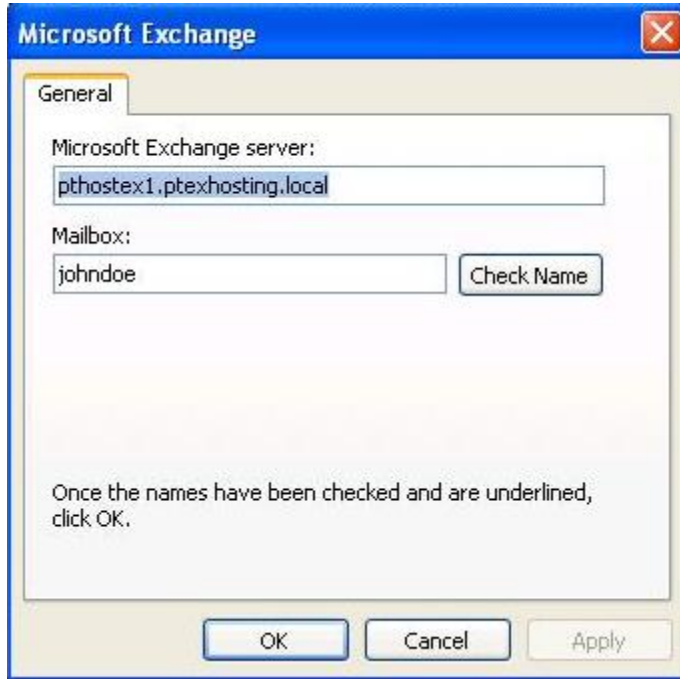 Microsoft Exchange
General
Microsoft Exchange server:
pthostex1.ptexhosting.local
Mailbox:
johndoe
Check Name
Once the names have been checked and are underlined,
click OK.
OK Cancel Apply